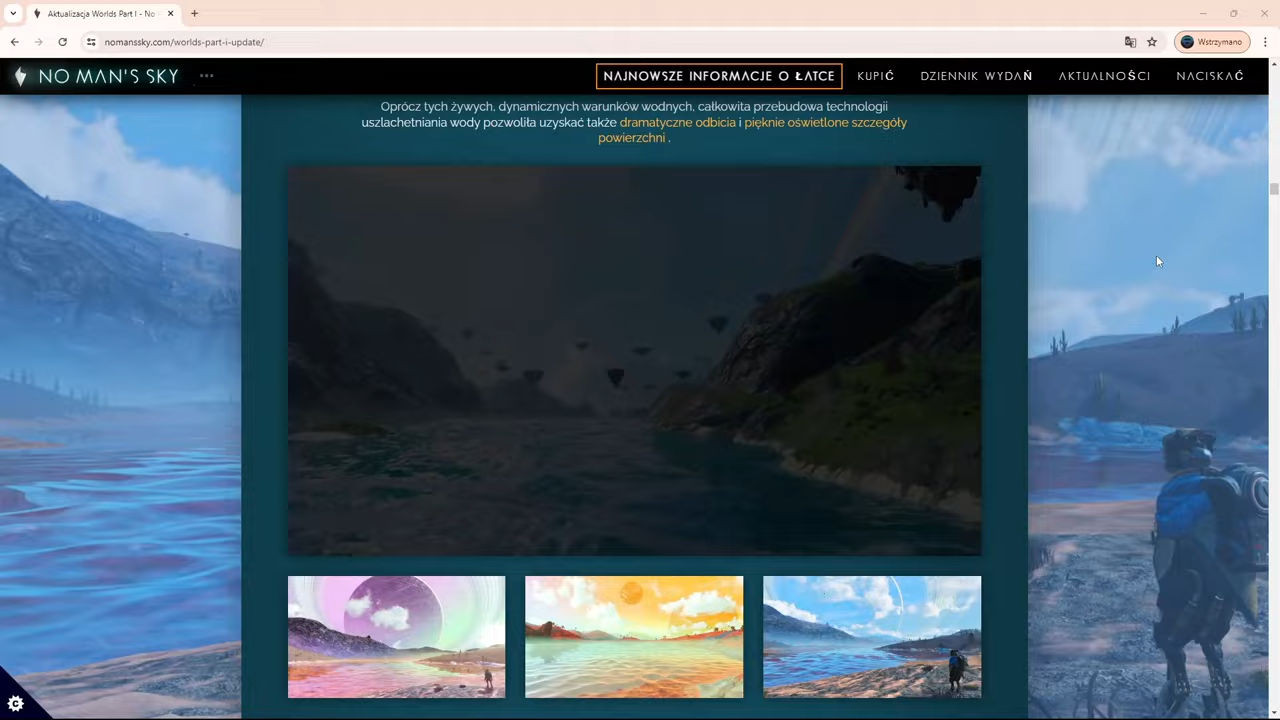 Aktualizacja Worlds Part I - No
nomanssky.com/worlds-part-i-update/
Wstrzymano
NO MAN'S SKY
NAJNOWSZE INFORMACJE O ŁATCE
KUPIĆ
DZIENNIK WYDAŃ
AKTUALNOŚCI
NACISKAĆ
Oprócz tych żywych, dynamicznych warunków wodnych, całkowita przebudowa technologii
uszlachetniania wody pozwoliła uzyskać także dramatyczne odbicia i pięknie oświetlone szczegóły
powierzchni .